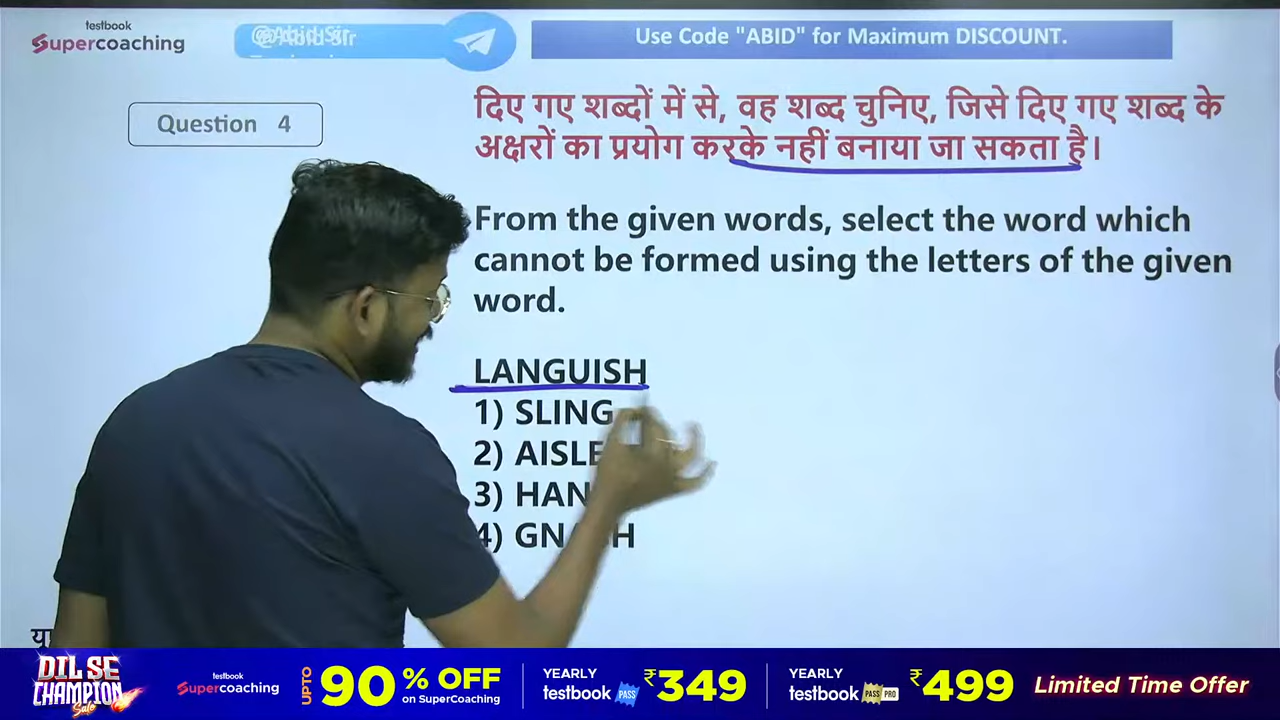 testbook
Supercoaching
@Abid Sir
Use Code "ABID" for Maximum DISCOUNT.
Question 4
दिए गए शब्दों में से, वह शब्द चुनिए, जिसे दिए गए शब्द के
अक्षरों का प्रयोग करके नहीं बनाया जा सकता है।
From the given words, select the word which
cannot be formed using the letters of the given
word.
LANGUISH
1) SLING
2) AISLE
3)
4)
DIL SE
CHAMPION
Sale
testbook
Supercoaching
UPTO
90% OFF
on SuperCoaching
YEARLY
testbook PASS
₹349
YEARLY
testbook PASS PRO
₹499
Limited Time Offer